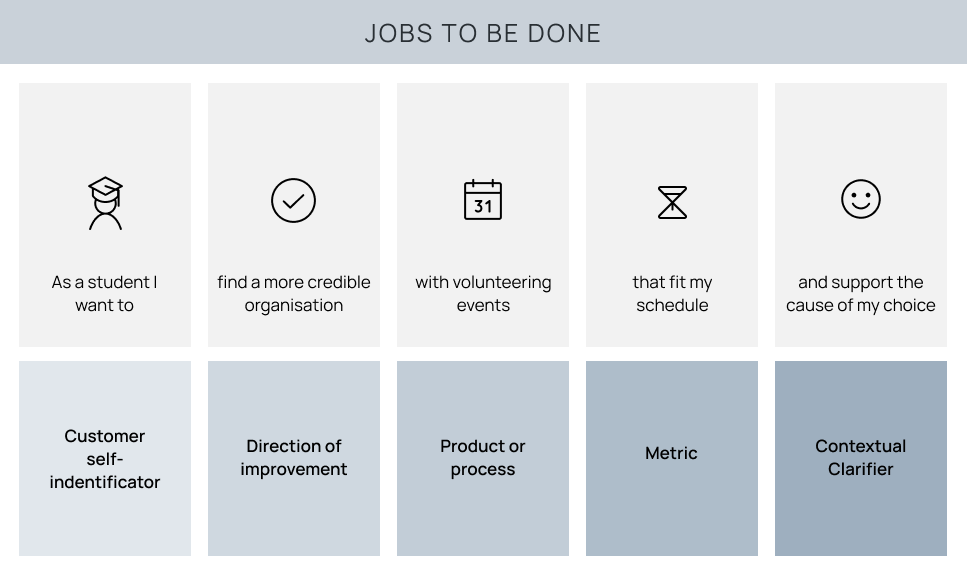 JOBS TO BE DONE
As a student I
want to
find a more credible
organisation
31
with volunteering
events
that fit my
schedule
and support the
cause of my choice
Customer
self-
indentificator
Direction of
improvement
Product or
process
Metric
Contextual
Clarifier